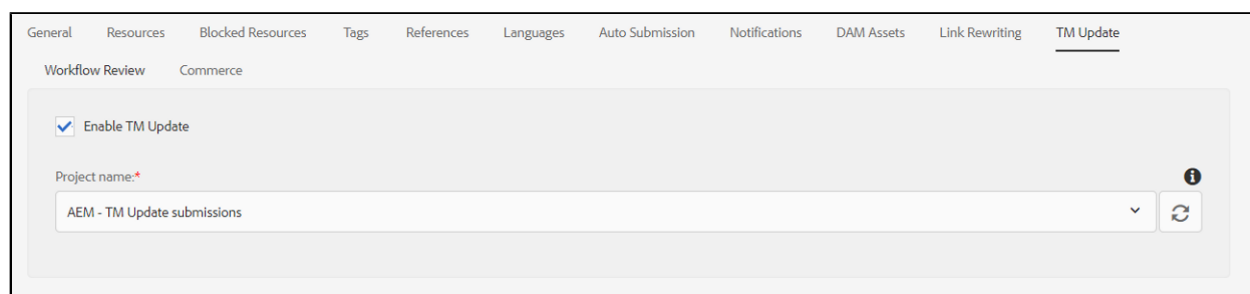 General Resources Blocked Resources Tags References Languages Auto Submission Notifications DAM Assets Link Rewriting TM Update
Workflow Review Commerce
Enable TM Update
Project name:*
AEM - TM Update submissions